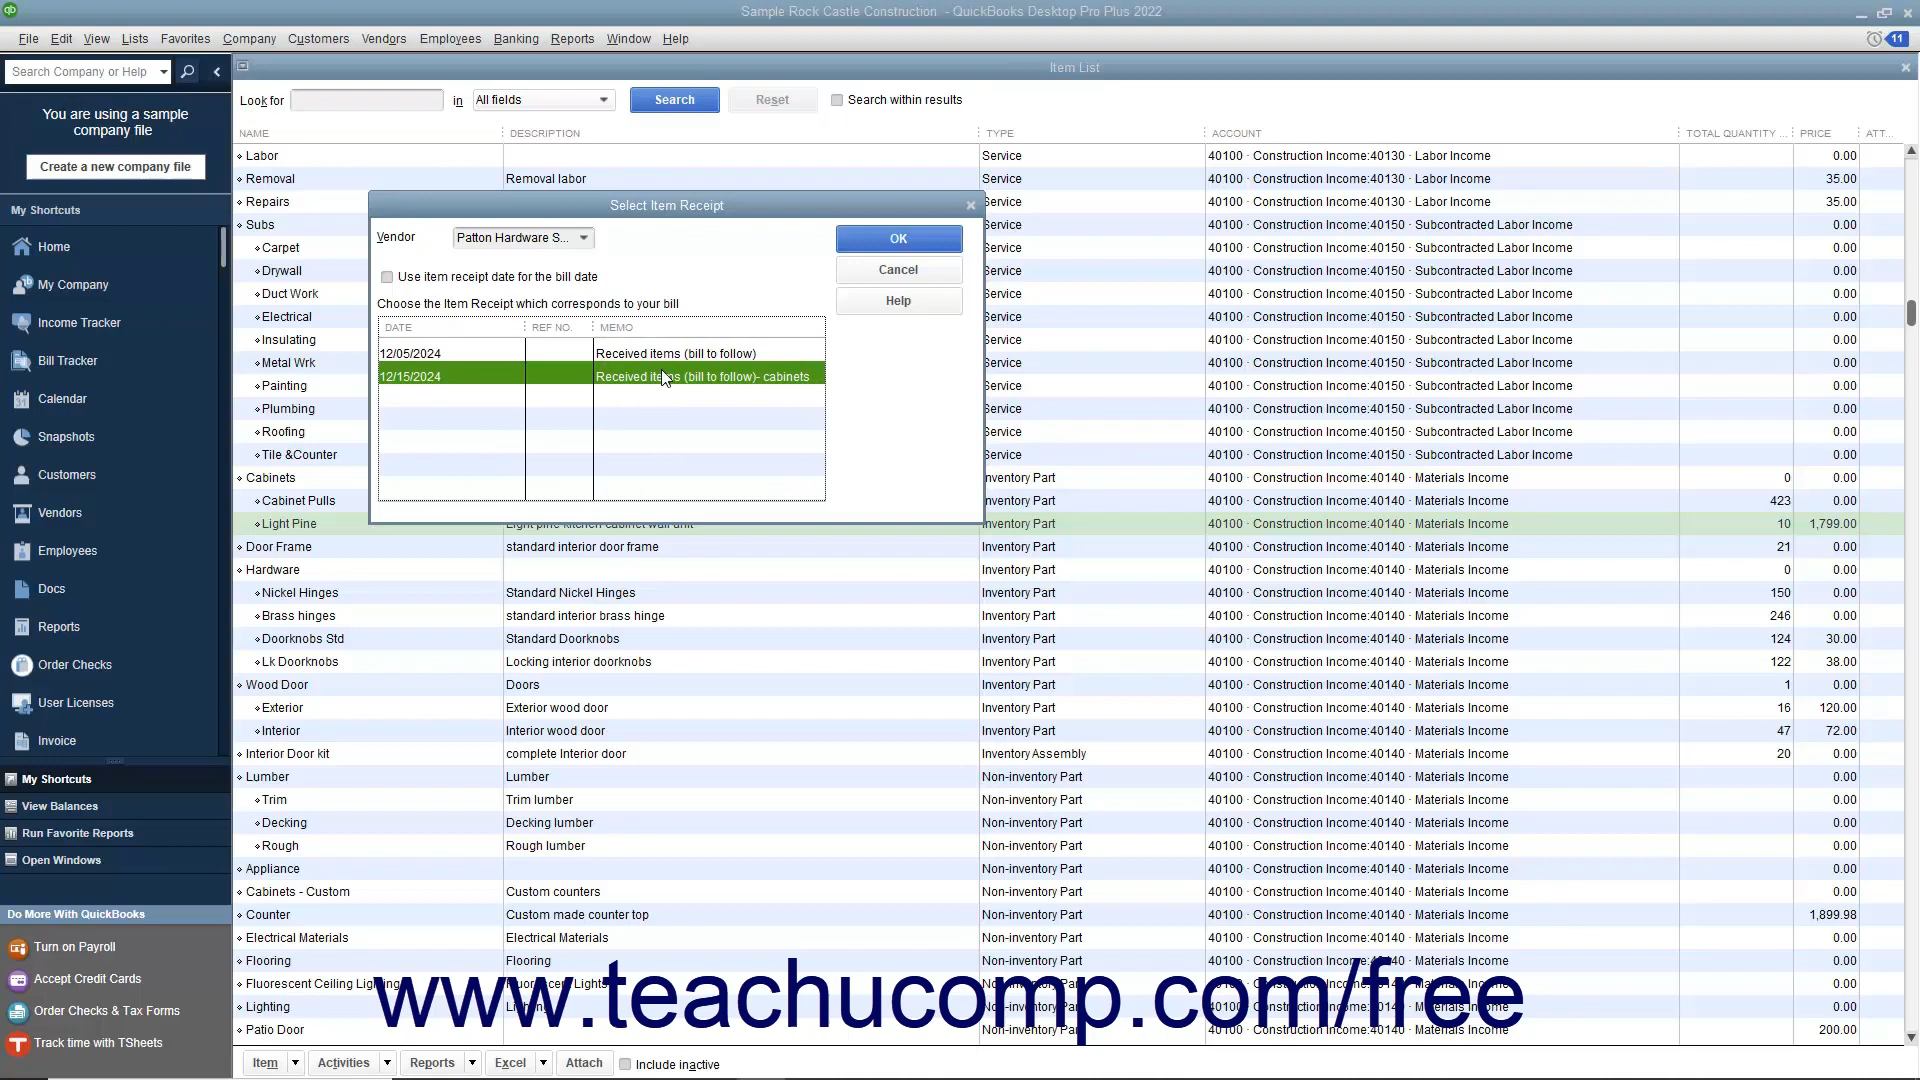 Sample Rock Castle Construction - QuickBooks Desktop Pro Plus 2022
File Edit View Lists Favorites Company Customers Vendors Employees Banking Reports Window Help 11
Search Company or Help
Item List
You are using a sample
company file
Create a new company file
Look for in All fields Search Reset Search within results
NAME DESCRIPTION TYPE ACCOUNT TOTAL QUANTITY ... PRICE ATT...
Labor Service 40100 · Construction Income:40130 · Labor Income 0.00
Removal Removal labor Service 40100 · Construction Income:40130 · Labor Income 35.00
Repairs Service 40100 · Construction Income:40130 · Labor Income 35.00
Subs Service 40100 · Construction Income:40150 · Subcontracted Labor Income 0.00
Carpet Service 40100 · Construction Income:40150 · Subcontracted Labor Income 0.00
Drywall Service 40100 · Construction Income:40150 · Subcontracted Labor Income 0.00
Duct Work Service 40100 · Construction Income:40150 · Subcontracted Labor Income 0.00
Electrical Service 40100 · Construction Income:40150 · Subcontracted Labor Income 0.00
Insulating Service 40100 · Construction Income:40150 · Subcontracted Labor Income 0.00
Metal Wrk Service 40100 · Construction Income:40150 · Subcontracted Labor Income 0.00
Painting Service 40100 · Construction Income:40150 · Subcontracted Labor Income 0.00
Plumbing Service 40100 · Construction Income:40150 · Subcontracted Labor Income 0.00
Roofing Service 40100 · Construction Income:40150 · Subcontracted Labor Income 0.00
Tile &Counter Service 40100 · Construction Income:40150 · Subcontracted Labor Income 0.00
Cabinets Inventory Part 40100 · Construction Income:40140 · Materials Income 0 0.00
Cabinet Pulls Inventory Part 40100 · Construction Income:40140 · Materials Income 423 0.00
Light Pine Light pine kitchen cabinet wall unit Inventory Part 40100 · Construction Income:40140 · Materials Income 10 1,799.00
Door Frame standard interior door frame Inventory Part 40100 · Construction Income:40140 · Materials Income 21 0.00
Hardware Inventory Part 40100 · Construction Income:40140 · Materials Income 0 0.00
Nickel Hinges Standard Nickel Hinges Inventory Part 40100 · Construction Income:40140 · Materials Income 150 0.00
Brass hinges standard interior brass hinge Inventory Part 40100 · Construction Income:40140 · Materials Income 246 0.00
Doorknobs Std Standard Doorknobs Inventory Part 40100 · Construction Income:40140 · Materials Income 124 30.00
Lk Doorknobs Locking interior doorknobs Inventory Part 40100 · Construction Income:40140 · Materials Income 122 38.00
Wood Door Doors Inventory Part 40100 · Construction Income:40140 · Materials Income 1 0.00
Exterior Exterior wood door Inventory Part 40100 · Construction Income:40140 · Materials Income 16 120.00
Interior Interior wood door Inventory Part 40100 · Construction Income:40140 · Materials Income 47 72.00
Interior Door kit complete Interior door Inventory Assembly 40100 · Construction Income:40140 · Materials Income 20 0.00
Lumber Lumber Non-inventory Part 40100 · Construction Income:40140 · Materials Income 0.00
Trim Trim lumber Non-inventory Part 40100 · Construction Income:40140 · Materials Income 0.00
Decking Decking lumber Non-inventory Part 40100 · Construction Income:40140 · Materials Income 0.00
Rough Rough lumber Non-inventory Part 40100 · Construction Income:40140 · Materials Income 0.00
Appliance Non-inventory Part 40100 · Construction Income:40140 · Materials Income 0.00
Cabinets - Custom Custom counters Non-inventory Part 40100 · Construction Income:40140 · Materials Income 0.00
Counter Custom made counter top Non-inventory Part 40100 · Construction Income:40140 · Materials Income 1,899.98
Electrical Materials Electrical Materials Non-inventory Part 40100 · Construction Income:40140 · Materials Income 0.00
Flooring Flooring Non-inventory Part 40100 · Construction Income:40140 · Materials Income 0.00
Fluorescent Ceiling Lighting Fluorescent Lights Non-inventory Part 40100 · Construction Income:40140 · Materials Income 0.00
Lighting Lighting Non-inventory Part 40100 · Construction Income:40140 · Materials Income 0.00
Patio Door Non-inventory Part 40100 · Construction Income:40140 · Materials Income 200.00
Select Item Receipt
Vendor Patton Hardware S... OK
Use item receipt date for the bill date Cancel
Choose the Item Receipt which corresponds to your bill Help
DATE REF NO. MEMO
12/05/2024 Received items (bill to follow)
12/15/2024 Received items (bill to follow)- cabinets
My Shortcuts
Home
My Company
Income Tracker
Bill Tracker
Calendar
Snapshots
Customers
Vendors
Employees
Docs
Reports
Order Checks
User Licenses
Invoice
My Shortcuts
View Balances
Run Favorite Reports
Open Windows
Do More With QuickBooks
Turn on Payroll
Accept Credit Cards
Order Checks & Tax Forms
Track time with TSheets
www.teachucomp.com/free
Item Activities Reports Excel Attach Include inactive